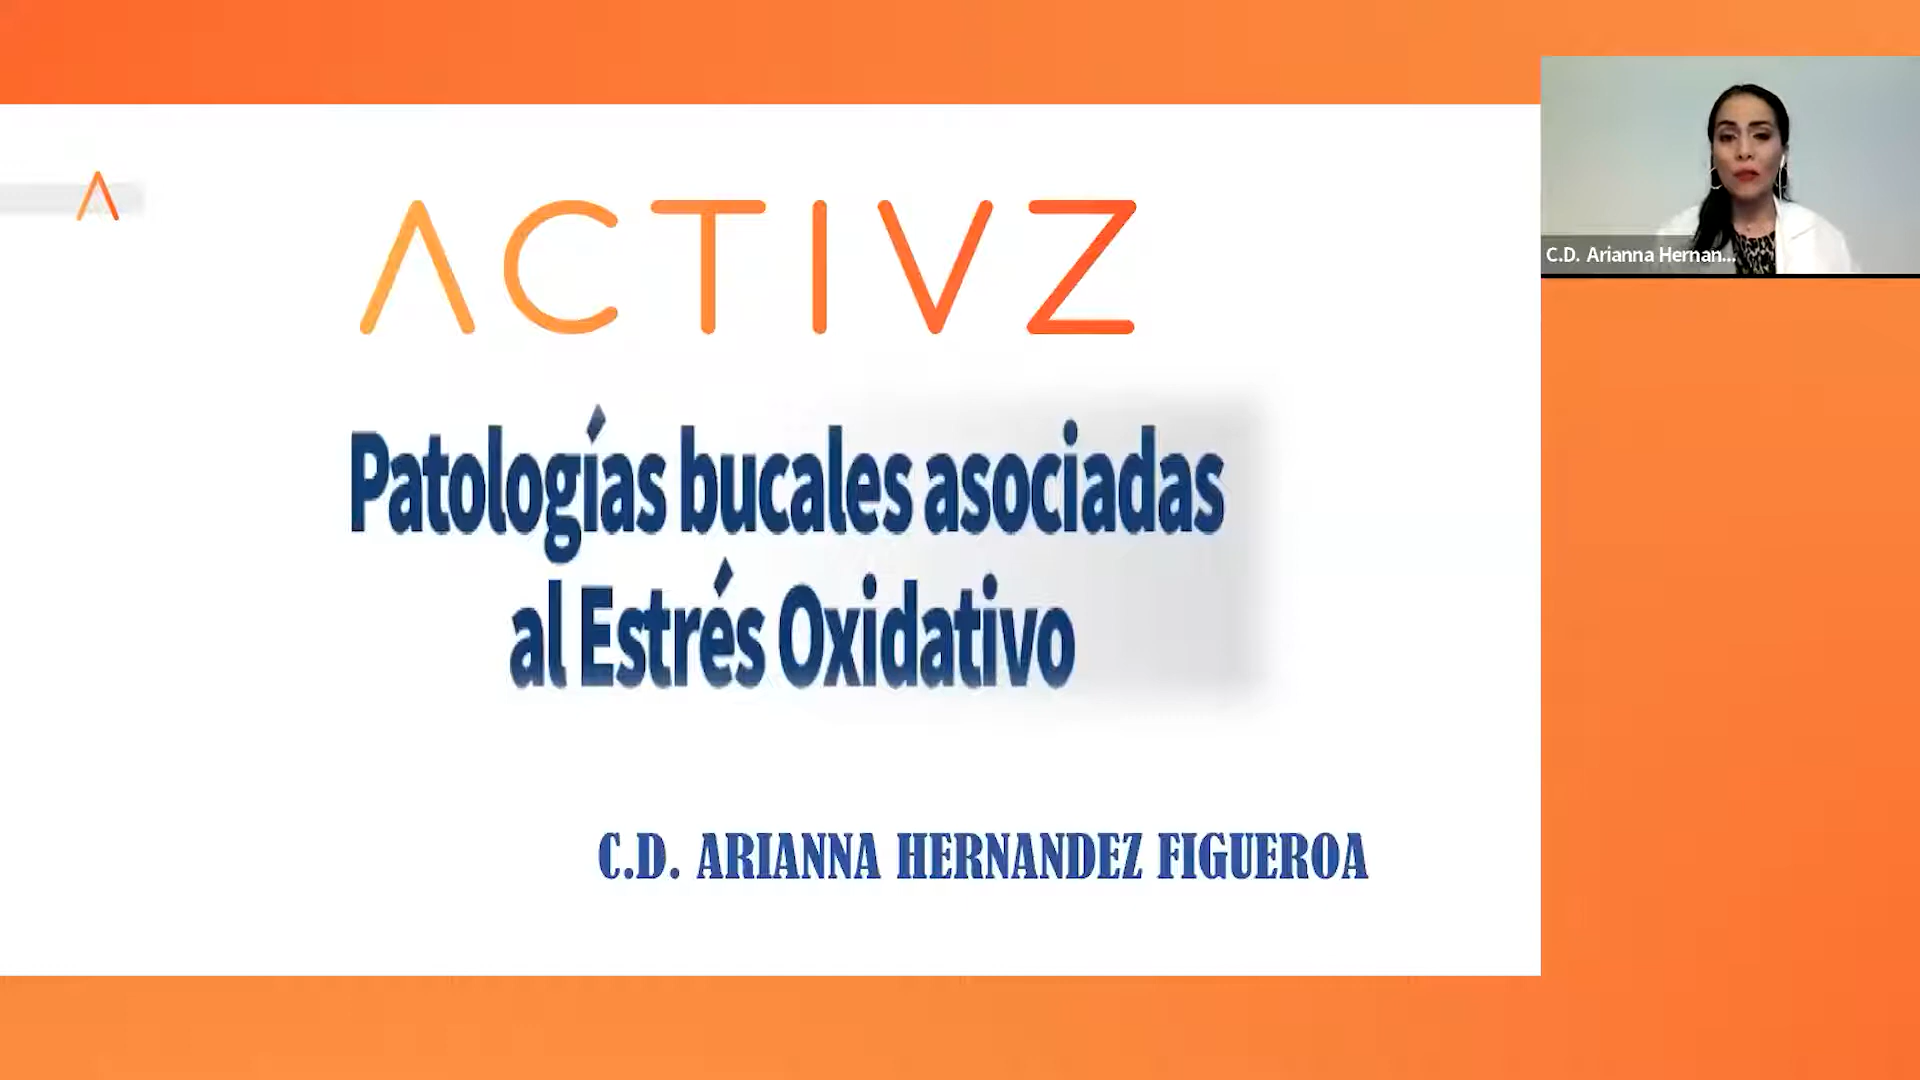 ACTIVZ
Patologías bucales asociadas
al Estrés Oxidativo
C.D. ARIANNA HERNANDEZ FIGUEROA
C.D. Arianna Hernan...